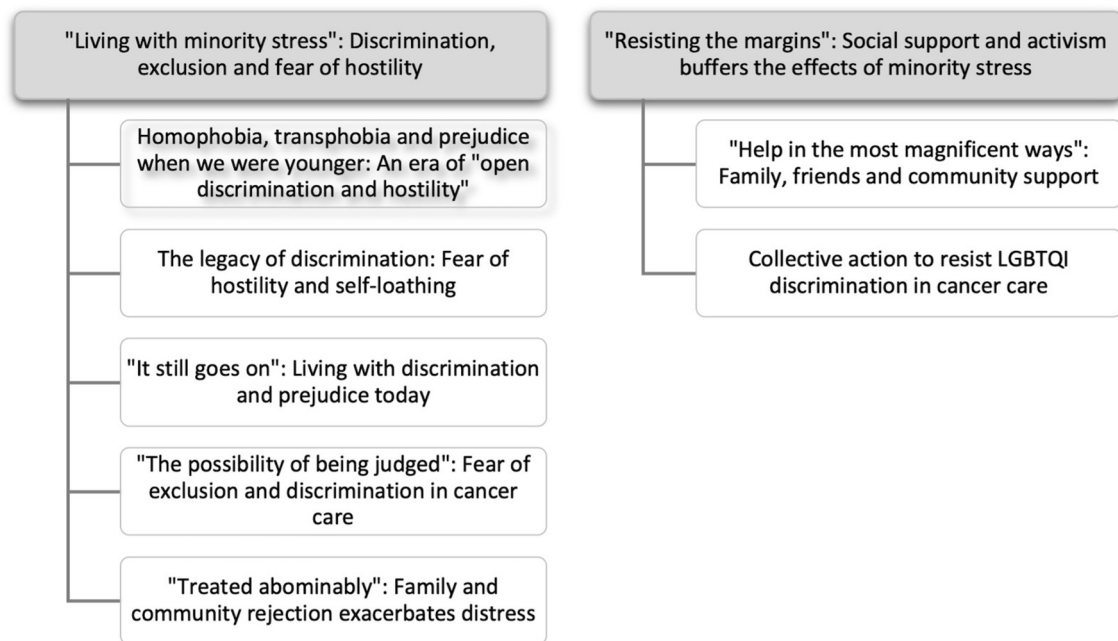 "Living with minority stress": Discrimination,
exclusion and fear of hostility
Homophobia, transphobia and prejudice
when we were younger: An era of "open
discrimination and hostility"
The legacy of discrimination: Fear of
hostility and self-loathing
"It still goes on": Living with discrimination
and prejudice today
"The possibility of being judged": Fear of
exclusion and discrimination in cancer
care
"Treated abominably": Family and
community rejection exacerbates distress
"Resisting the margins": Social support and activism
buffers the effects of minority stress
"Help in the most magnificent ways":
Family, friends and community support
Collective action to resist LGBTQI
discrimination in cancer care